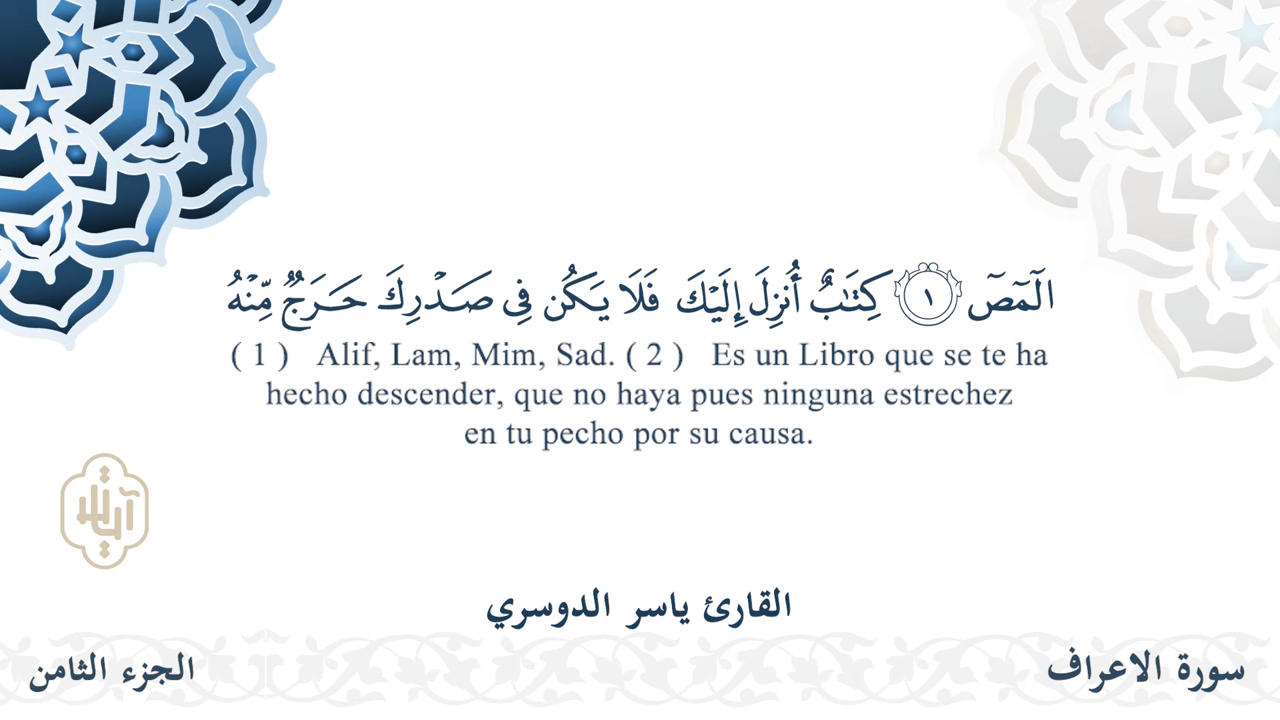 الٓمٓصٓ ١ كِتَٰبٌ أُنزِلَ إِلَيْكَ فَلَا يَكُن فِى صَدْرِكَ حَرَجٌ مِّنْهُ
( 1 ) Alif, Lam, Mim, Sad. ( 2 ) Es un Libro que se te ha
hecho descender, que no haya pues ninguna estrechez
en tu pecho por su causa.
القارئ ياسر الدوسري
سورة الاعراف
الجزء الثامن